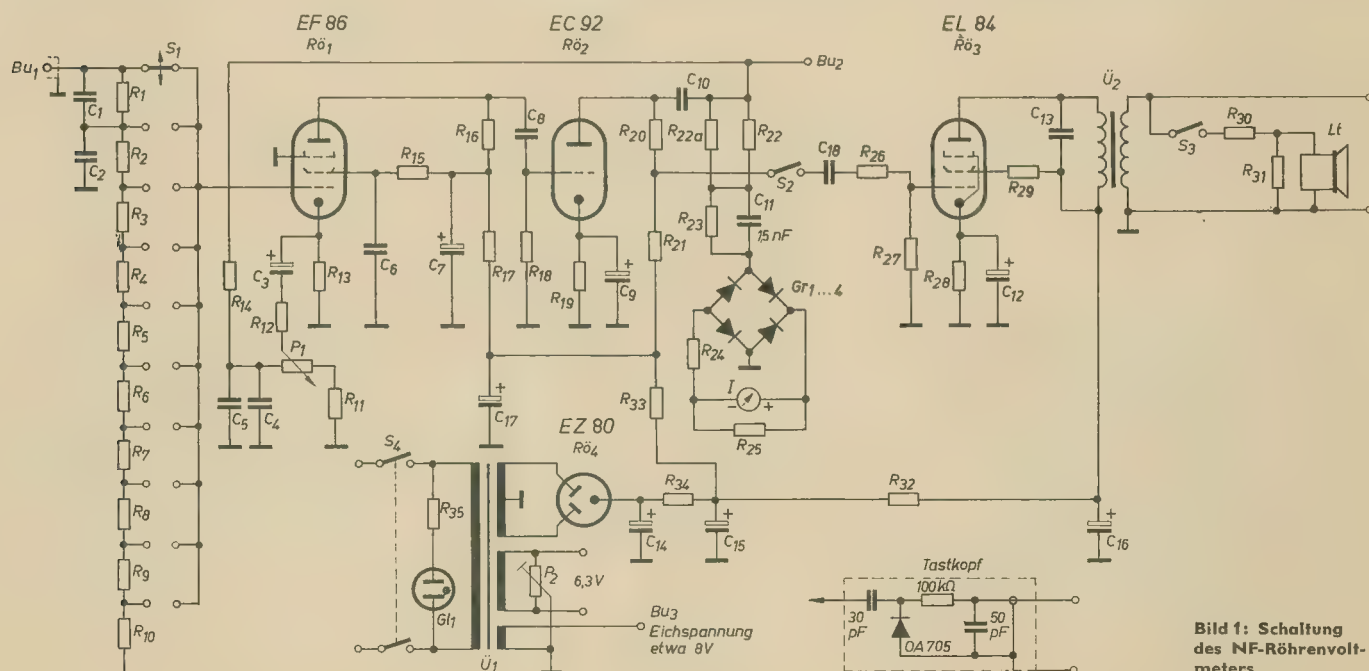 EF 86
Rö1
EC 92
Rö2
EL 84
Rö3
Bu1
S1
C1
C2
R1
R2
R3
R4
R5
R6
R7
R8
R9
R10
R14
C5
C4
C3
R12
P1
R11
R13
R15
C6
C7
R16
R17
C8
R18
R19
C9
C17
R20
R21
C10
R22a
R22
Bu2
R23
C11
1,5 nF
Gr1...4
R24
I
− +
R25
R33
S2
C18
R26
R27
R28
C12
R29
C13
Ü2
S3
R30
R31
Lt
EZ 80
Rö4
S4
R35
Gl1
Ü1
P2
6,3 V
Bu3
Eichspannung
etwa 8V
R34
C14
C15
R32
C16
Tastkopf
100kΩ
30
pF
OA705
50
pF
Bild 1: Schaltung
des NF-Röhrenvolt-
meters